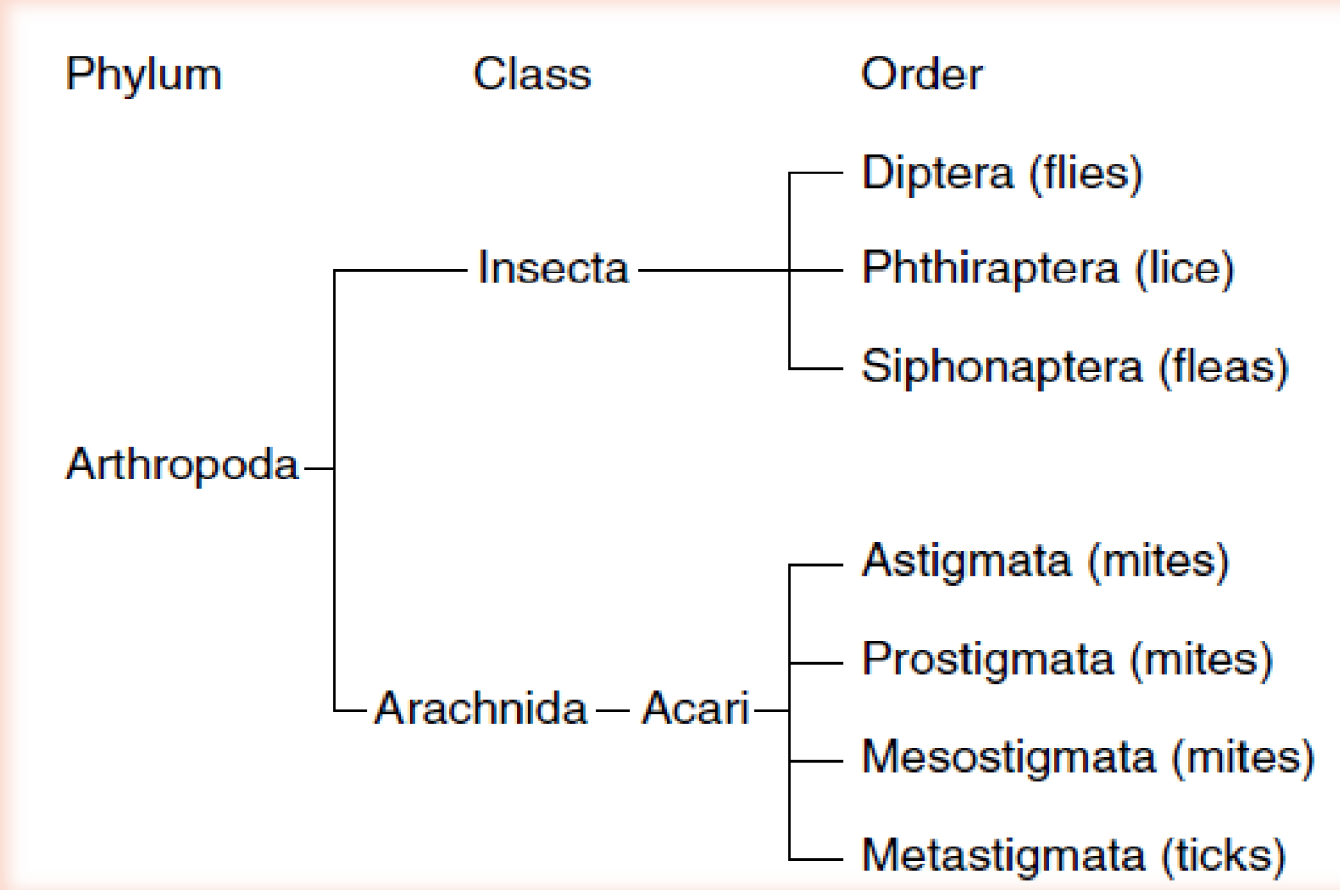 Phylum Class Order
Diptera (flies)
Insecta Phthiraptera (lice)
Siphonaptera (fleas)
Arthropoda
Astigmata (mites)
Prostigmata (mites)
Arachnida Acari
Mesostigmata (mites)
Metastigmata (ticks)